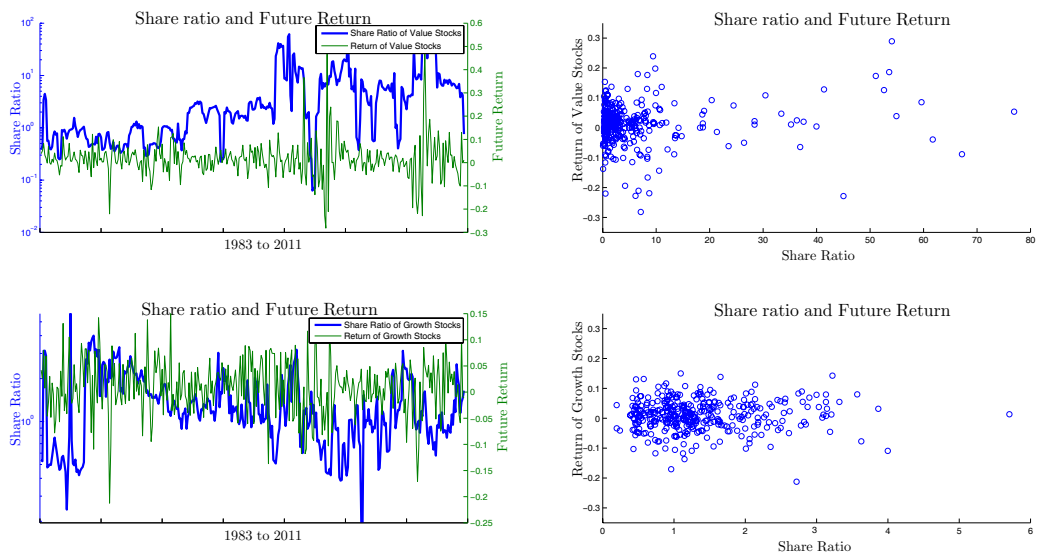 Share ratio and Future Return
Share Ratio of Value Stocks
Return of Value Stocks
10^2
10^1
10^0
10^-1
10^-2
Share Ratio
0.6
0.5
0.4
0.3
0.2
0.1
0
-0.1
-0.2
-0.3
Future Return
1983 to 2011
Share ratio and Future Return
0.3
0.2
0.1
0
-0.1
-0.2
-0.3
Return of Value Stocks
0 10 20 30 40 50 60 70 80
Share Ratio
Share ratio and Future Return
Share Ratio of Growth Stocks
Return of Growth Stocks
10^0
Share Ratio
0.15
0.1
0.05
0
-0.05
-0.1
-0.15
-0.2
-0.25
Future Return
1983 to 2011
Share ratio and Future Return
0.3
0.2
0.1
0
-0.1
-0.2
-0.3
Return of Growth Stocks
0 1 2 3 4 5 6
Share Ratio